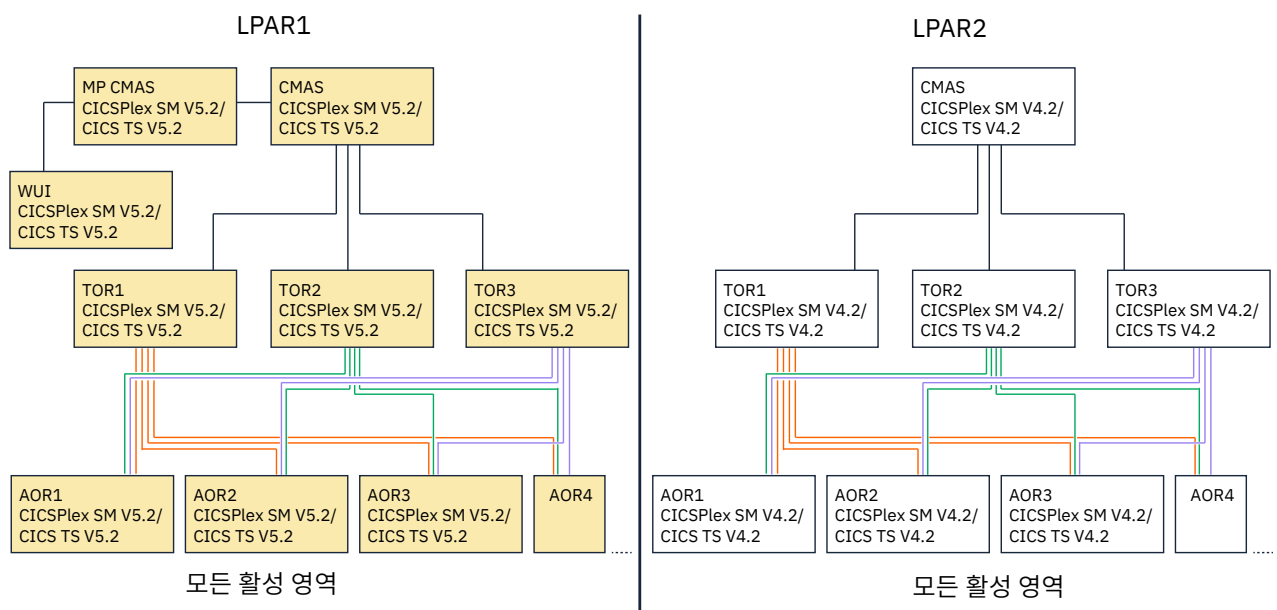 LPAR1
LPAR2
MP CMAS
CICSPlex SM V5.2/
CICS TS V5.2
CMAS
CICSPlex SM V5.2/
CICS TS V5.2
CMAS
CICSPlex SM V4.2/
CICS TS V4.2
WUI
CICSPlex SM V5.2/
CICS TS V5.2
TOR1
CICSPlex SM V5.2/
CICS TS V5.2
TOR2
CICSPlex SM V5.2/
CICS TS V5.2
TOR3
CICSPlex SM V5.2/
CICS TS V5.2
TOR1
CICSPlex SM V4.2/
CICS TS V4.2
TOR2
CICSPlex SM V4.2/
CICS TS V4.2
TOR3
CICSPlex SM V4.2/
CICS TS V4.2
AOR1
CICSPlex SM V5.2/
CICS TS V5.2
AOR2
CICSPlex SM V5.2/
CICS TS V5.2
AOR3
CICSPlex SM V5.2/
CICS TS V5.2
AOR4
AOR1
CICSPlex SM V4.2/
CICS TS V4.2
AOR2
CICSPlex SM V4.2/
CICS TS V4.2
AOR3
CICSPlex SM V4.2/
CICS TS V4.2
AOR4
모든 활성 영역
모든 활성 영역